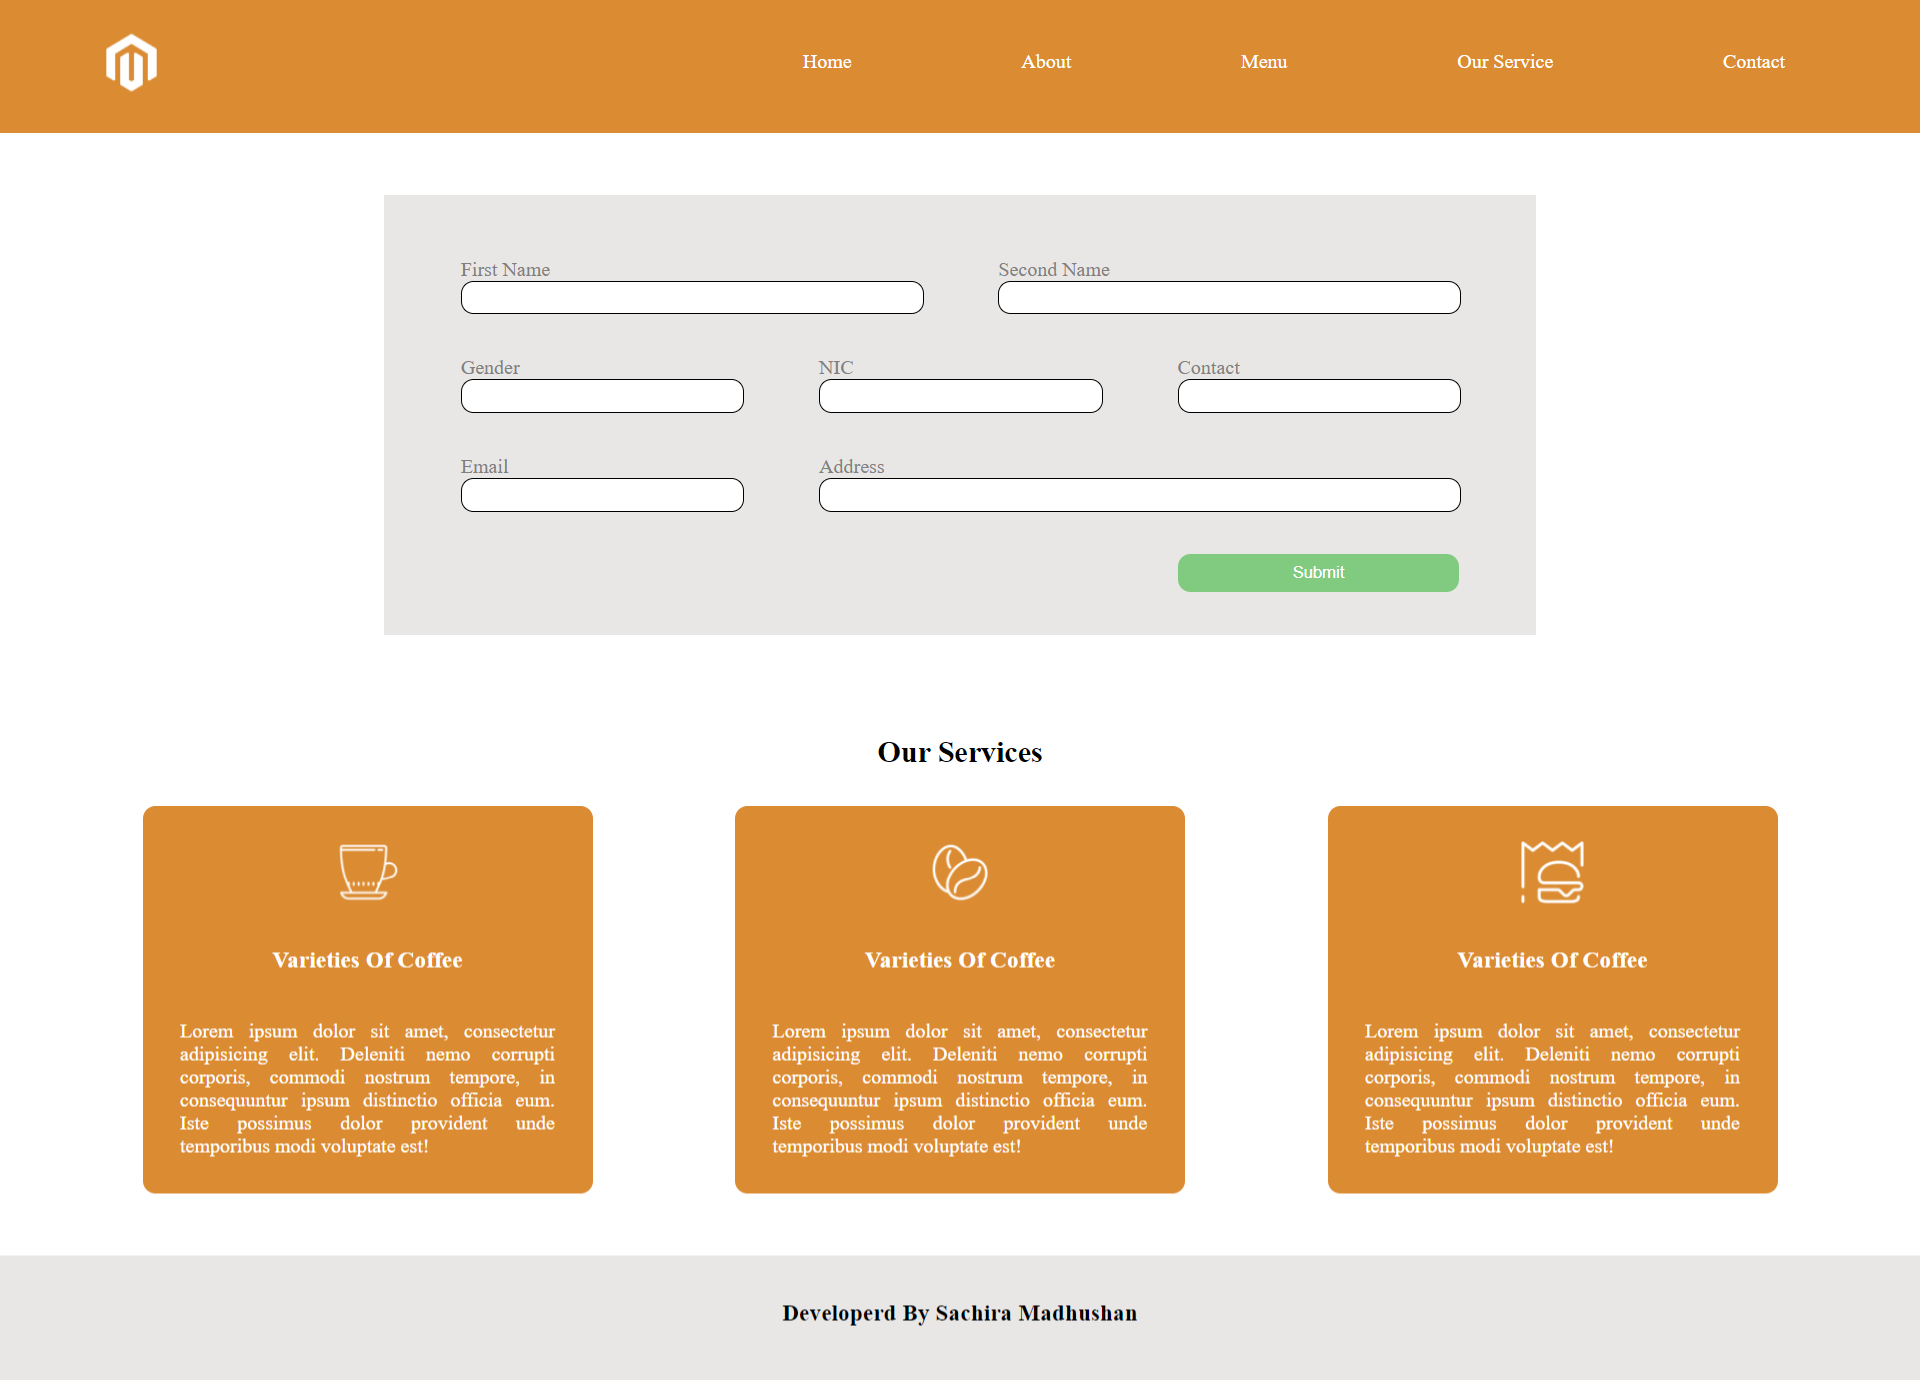 Home About Menu Our Service Contact
First Name Second Name
Gender NIC Contact
Email Address
Submit
Our Services
Varieties Of Coffee
Lorem ipsum dolor sit amet, consectetur
adipisicing elit. Deleniti nemo corrupti
corporis, commodi nostrum tempore, in
consequuntur ipsum distinctio officia eum.
Iste possimus dolor provident unde
temporibus modi voluptate est!
Varieties Of Coffee
Lorem ipsum dolor sit amet, consectetur
adipisicing elit. Deleniti nemo corrupti
corporis, commodi nostrum tempore, in
consequuntur ipsum distinctio officia eum.
Iste possimus dolor provident unde
temporibus modi voluptate est!
Varieties Of Coffee
Lorem ipsum dolor sit amet, consectetur
adipisicing elit. Deleniti nemo corrupti
corporis, commodi nostrum tempore, in
consequuntur ipsum distinctio officia eum.
Iste possimus dolor provident unde
temporibus modi voluptate est!
Developerd By Sachira Madhushan